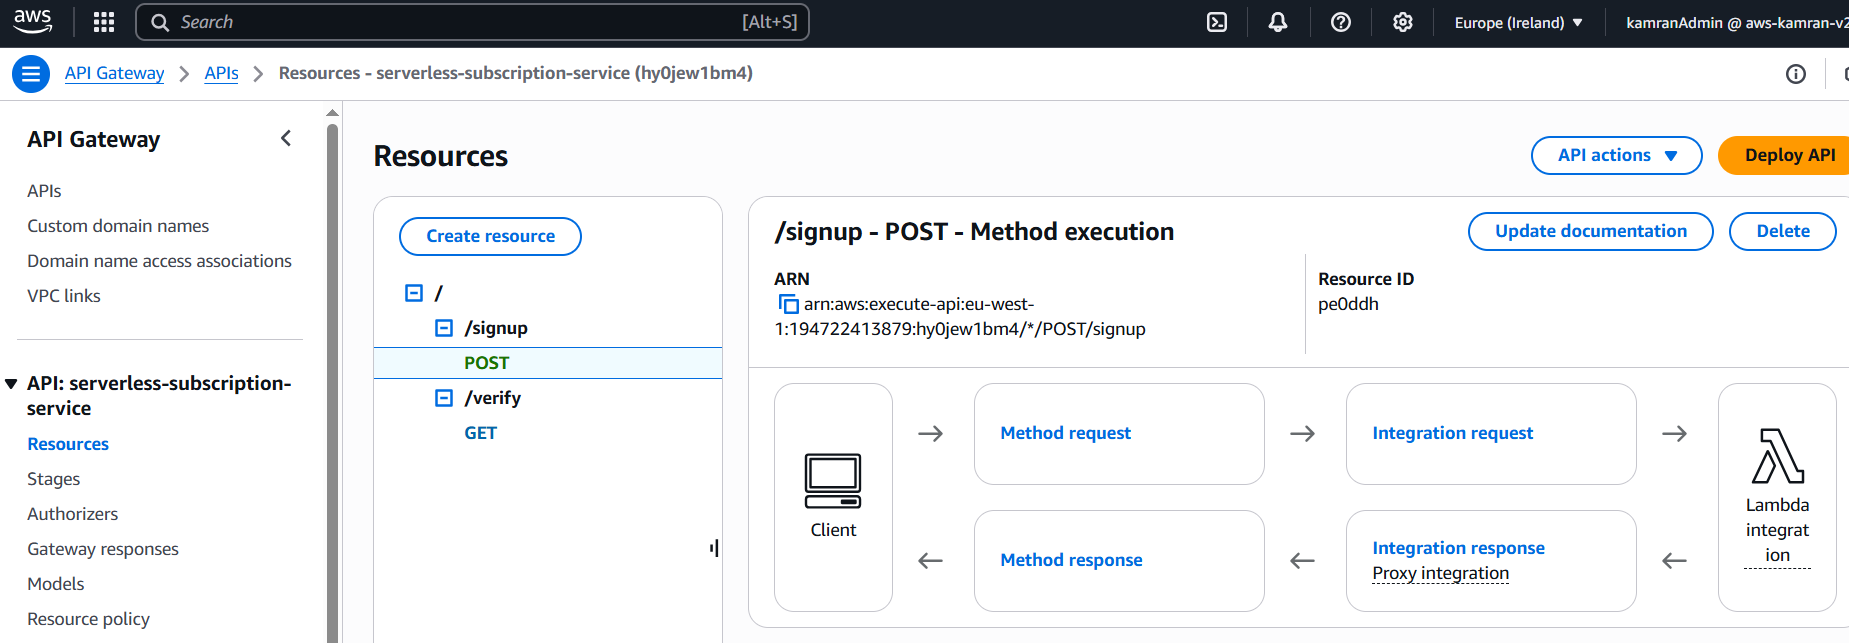 aws
Search
[Alt+S]
Europe (Ireland)
kamranAdmin @ aws-kamran-v2
API Gateway
APIs
Resources - serverless-subscription-service (hy0jew1bm4)
API Gateway
APIs
Custom domain names
Domain name access associations
VPC links
API: serverless-subscription-
service
Resources
Stages
Authorizers
Gateway responses
Models
Resource policy
Resources
API actions
Deploy API
Create resource
/
/signup
POST
/verify
GET
/signup - POST - Method execution
Update documentation
Delete
ARN
arn:aws:execute-api:eu-west-
1:194722413879:hy0jew1bm4/*/POST/signup
Resource ID
pe0ddh
Client
Method request
Integration request
Lambda
integrat
ion
Method response
Integration response
Proxy integration